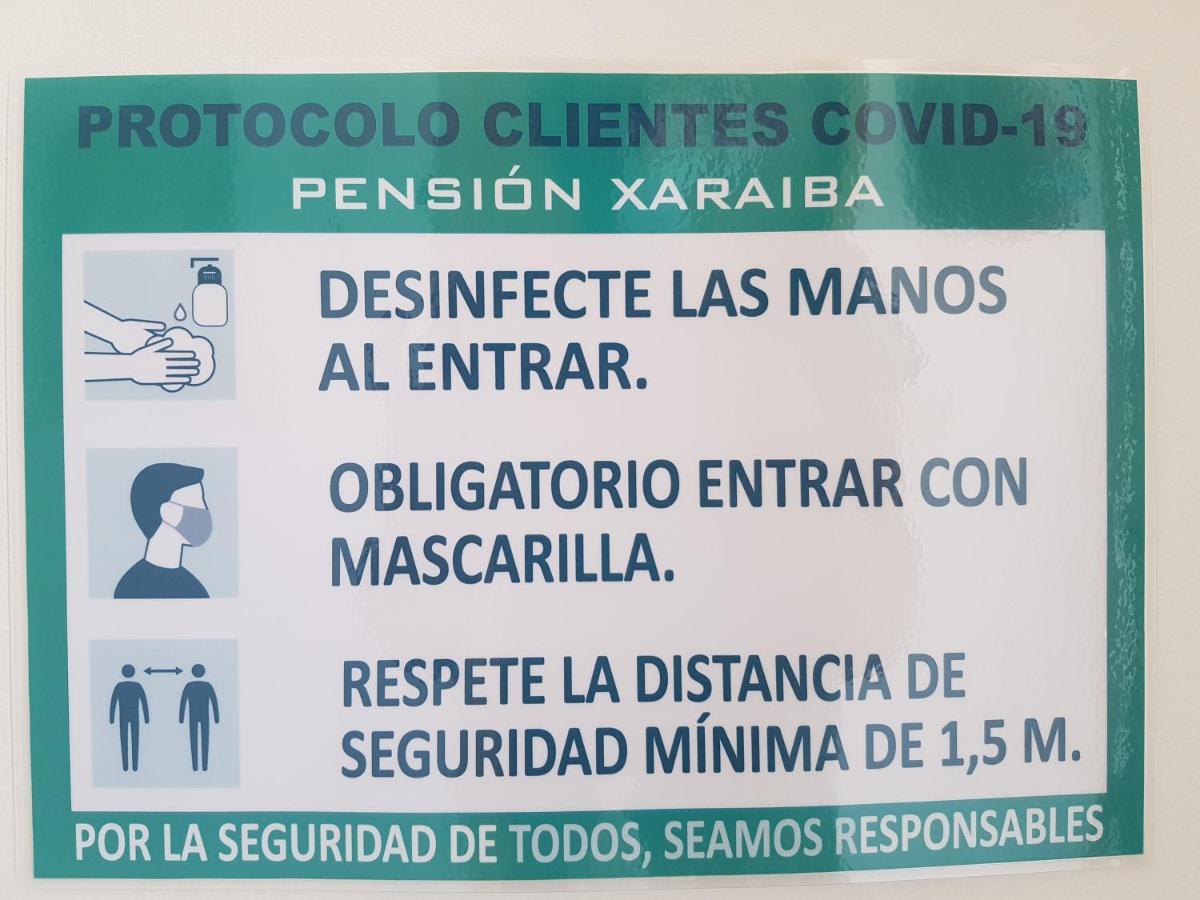 PROTOCOLO CLIENTES COVID-19
PENSIÓN XARAIBA
DESINFECTE LAS MANOS
AL ENTRAR.
OBLIGATORIO ENTRAR CON
MASCARILLA.
RESPETE LA DISTANCIA DE
SEGURIDAD MÍNIMA DE 1,5 M.
POR LA SEGURIDAD DE TODOS, SEAMOS RESPONSABLES